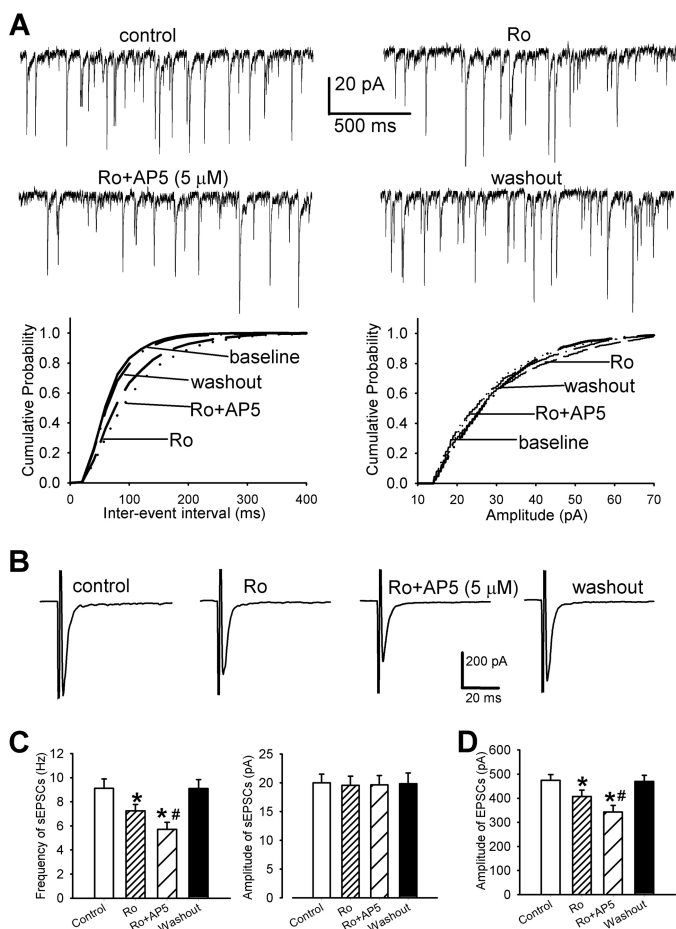 A
control
Ro
20 pA
500 ms
Ro+AP5 (5 μM)
washout
Cumulative Probability
1.0
0.8
0.6
0.4
0.2
0.0
baseline
washout
Ro+AP5
Ro
0 100 200 300 400
Inter-event interval (ms)
Cumulative Probability
1.0
0.8
0.6
0.4
0.2
0.0
Ro
washout
Ro+AP5
baseline
10 20 30 40 50 60 70
Amplitude (pA)
B
control
Ro
Ro+AP5 (5 μM)
washout
200 pA
20 ms
C
Frequency of sEPSCs (Hz)
12
10
8
6
4
2
0
*
* #
Control Ro Ro+AP5 Washout
Amplitude of sEPSCs (pA)
25
20
15
10
5
0
Control Ro Ro+AP5 Washout
D
Amplitude of EPSCs (pA)
600
500
400
300
200
100
0
*
*#
Control Ro Ro+AP5 Washout